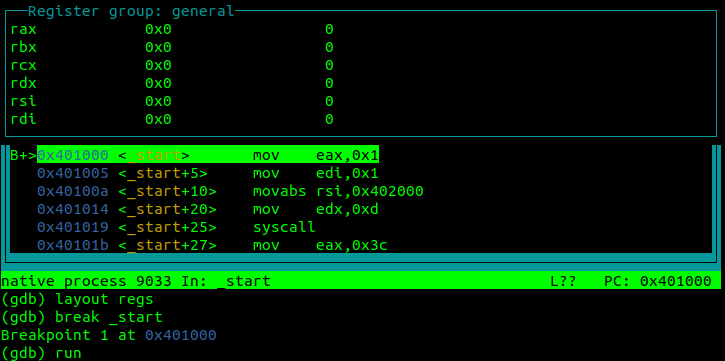 Register group: general
rax 0x0 0
rbx 0x0 0
rcx 0x0 0
rdx 0x0 0
rsi 0x0 0
rdi 0x0 0
B+>0x401000 <_start> mov eax,0x1
0x401005 <_start+5> mov edi,0x1
0x40100a <_start+10> movabs rsi,0x402000
0x401014 <_start+20> mov edx,0xd
0x401019 <_start+25> syscall
0x40101b <_start+27> mov eax,0x3c
native process 9033 In: _start L?? PC: 0x401000
(gdb) layout regs
(gdb) break _start
Breakpoint 1 at 0x401000
(gdb) run